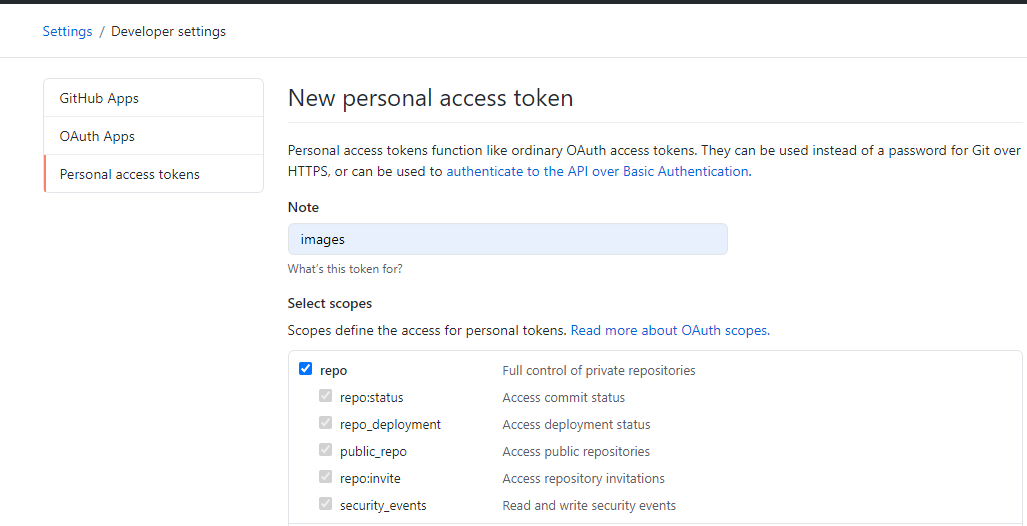 Settings / Developer settings
GitHub Apps
OAuth Apps
Personal access tokens
New personal access token
Personal access tokens function like ordinary OAuth access tokens. They can be used instead of a password for Git over
HTTPS, or can be used to authenticate to the API over Basic Authentication.
Note
images
What's this token for?
Select scopes
Scopes define the access for personal tokens. Read more about OAuth scopes.
repo Full control of private repositories
repo:status Access commit status
repo_deployment Access deployment status
public_repo Access public repositories
repo:invite Access repository invitations
security_events Read and write security events